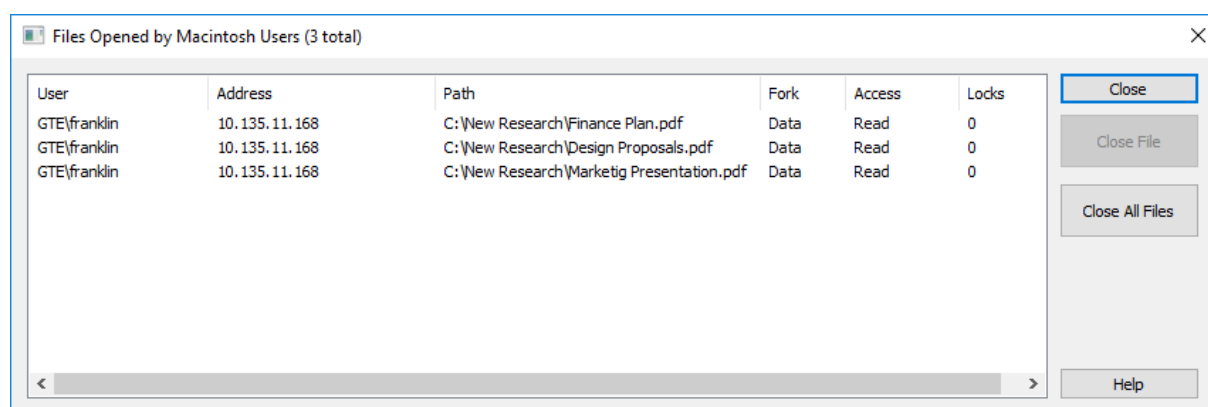 Files Opened by Macintosh Users (3 total)
User Address Path Fork Access Locks
GTE\franklin 10.135.11.168 C:\New Research\Finance Plan.pdf Data Read 0
GTE\franklin 10.135.11.168 C:\New Research\Design Proposals.pdf Data Read 0
GTE\franklin 10.135.11.168 C:\New Research\Marketig Presentation.pdf Data Read 0
Close
Close File
Close All Files
Help